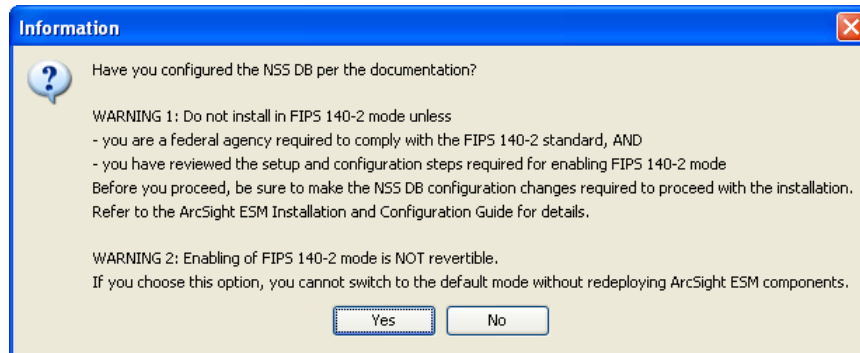 Information
Have you configured the NSS DB per the documentation?
WARNING 1: Do not install in FIPS 140-2 mode unless
- you are a federal agency required to comply with the FIPS 140-2 standard, AND
- you have reviewed the setup and configuration steps required for enabling FIPS 140-2 mode
Before you proceed, be sure to make the NSS DB configuration changes required to proceed with the installation.
Refer to the ArcSight ESM Installation and Configuration Guide for details.
WARNING 2: Enabling of FIPS 140-2 mode is NOT revertible.
If you choose this option, you cannot switch to the default mode without redeploying ArcSight ESM components.
Yes No